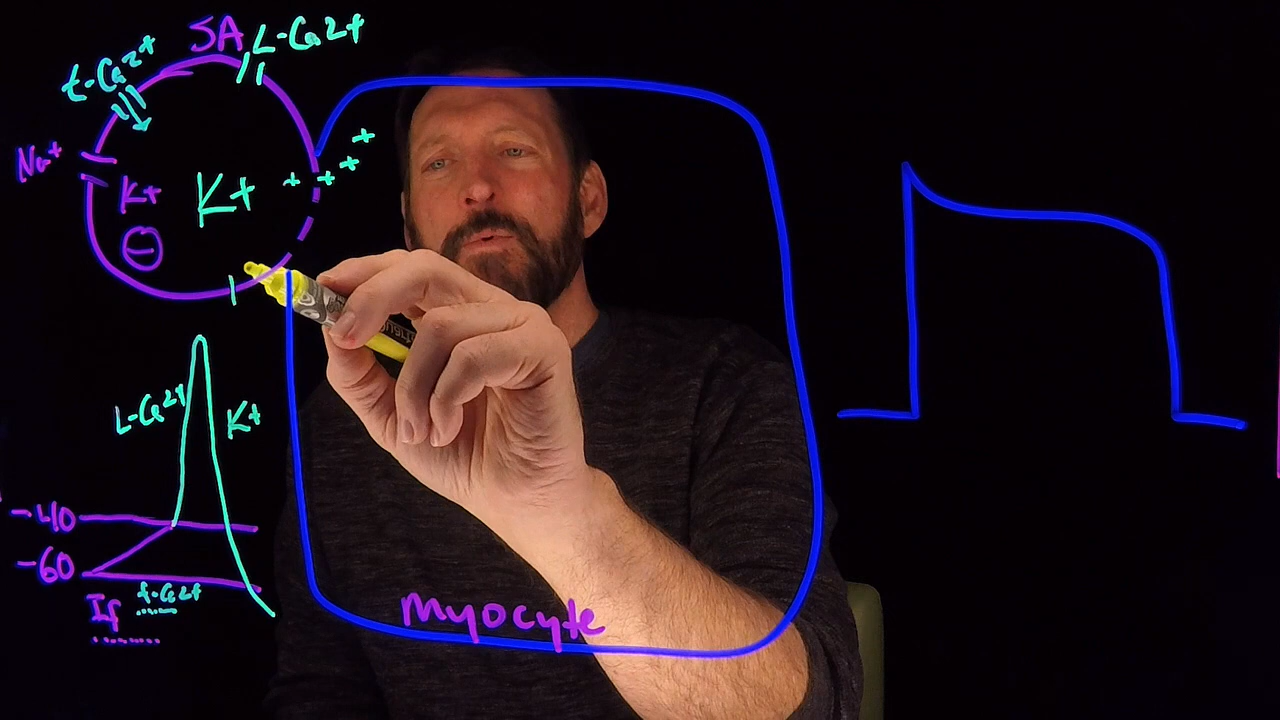 SA
L-Ca2+
t-Ca2+
Na+
K+
K+
+ + + +
−
L-Ca2+
K+
-40
-60
If
t-Ca2+
myocyte